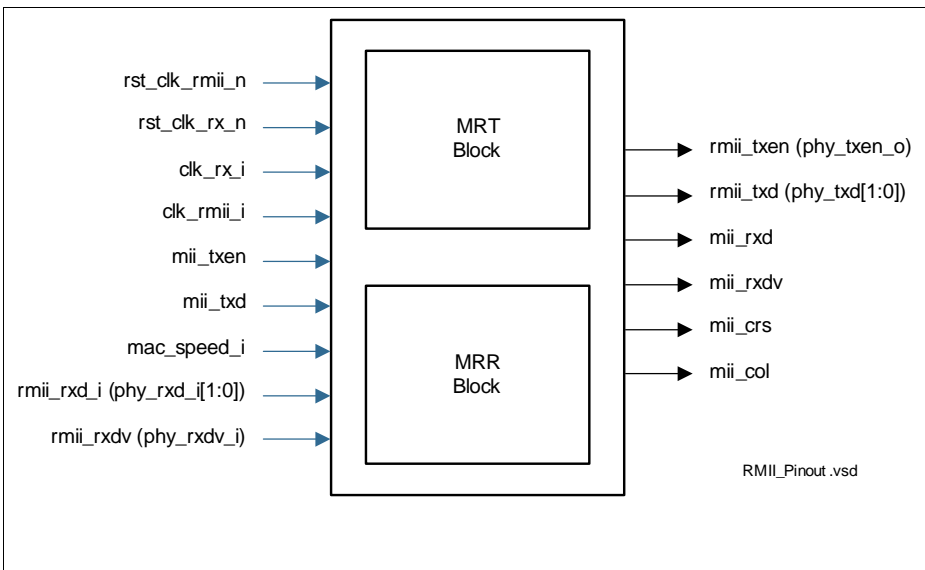 rst_clk_rmii_n
rst_clk_rx_n
clk_rx_i
clk_rmii_i
mii_txen
mii_txd
mac_speed_i
rmii_rxd_i (phy_rxd_i[1:0])
rmii_rxdv (phy_rxdv_i)
MRT
Block
MRR
Block
rmii_txen (phy_txen_o)
rmii_txd (phy_txd[1:0])
mii_rxd
mii_rxdv
mii_crs
mii_col
RMII_Pinout .vsd